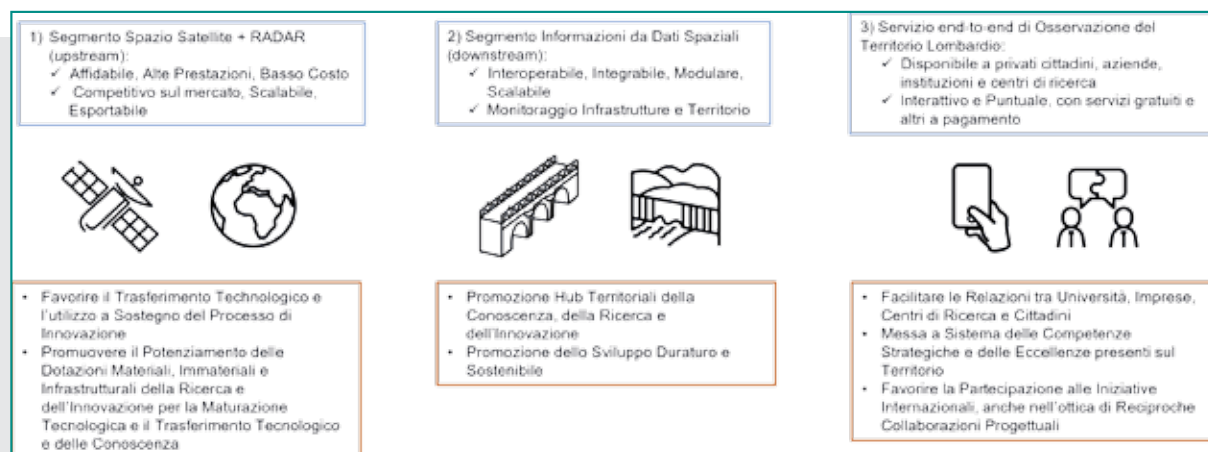 1) Segmento Spazio Satellite + RADAR
(upstream):
✓ Affidabile, Alte Prestazioni, Basso Costo
✓ Competitivo sul mercato, Scalabile,
Esportabile
2) Segmento Informazioni da Dati Spaziali
(downstream):
✓ Interoperabile, Integrabile, Modulare,
Scalabile
✓ Monitoraggio Infrastrutture e Territorio
3) Servizio end-to-end di Osservazione del
Territorio Lombardio:
✓ Disponibile a privati cittadini, aziende,
instituzioni e centri di ricerca
✓ Interattivo e Puntuale, con servizi gratuiti e
altri a pagamento
• Favorire il Trasferimento Technologico e
l'utilizzo a Sostegno del Processo di
Innovazione
• Promuovere il Potenziamento delle
Dotazioni Materiali, Immateriali e
Infrastrutturali della Ricerca e
dell'Innovazione per la Maturazione
Tecnologica e il Trasferimento Tecnologico
e delle Conoscenza
• Promozione Hub Territoriali della
Conoscenza, della Ricerca e
dell'Innovazione
• Promozione dello Sviluppo Duraturo e
Sostenibile
• Facilitare le Relazioni tra Università, Imprese,
Centri di Ricerca e Cittadini
• Messa a Sistema delle Competenze
Strategiche e delle Eccellenze presenti sul
Territorio
• Favorire la Partecipazione alle Iniziative
Internazionali, anche nell'ottica di Reciproche
Collaborazioni Progettuali